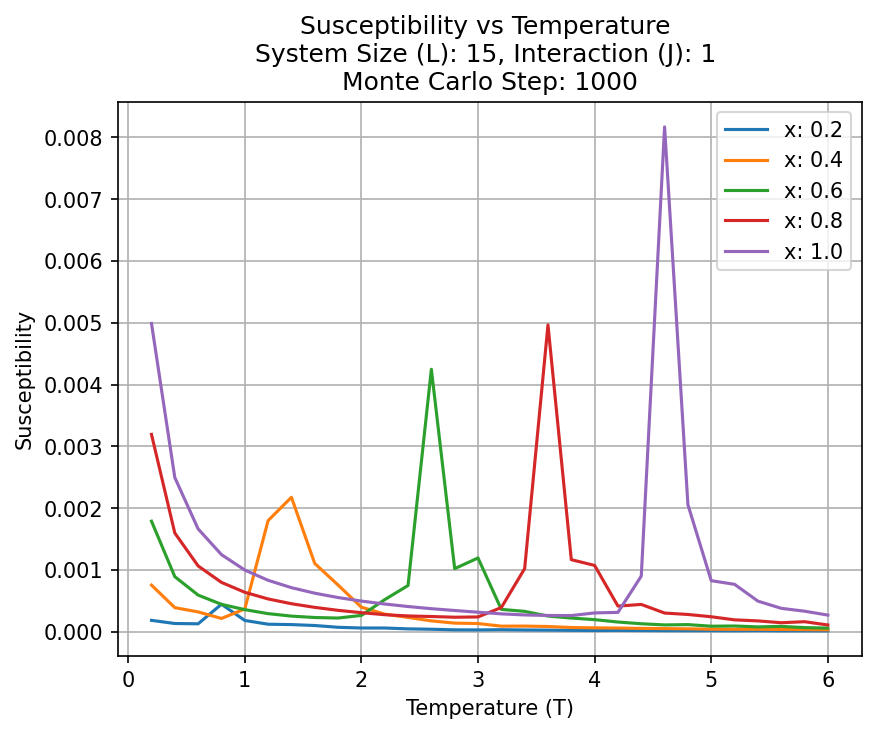 Susceptibility vs Temperature
System Size (L): 15, Interaction (J): 1
Monte Carlo Step: 1000
x: 0.2
x: 0.4
x: 0.6
x: 0.8
x: 1.0
Susceptibility
0.008
0.007
0.006
0.005
0.004
0.003
0.002
0.001
0.000
0 1 2 3 4 5 6
Temperature (T)